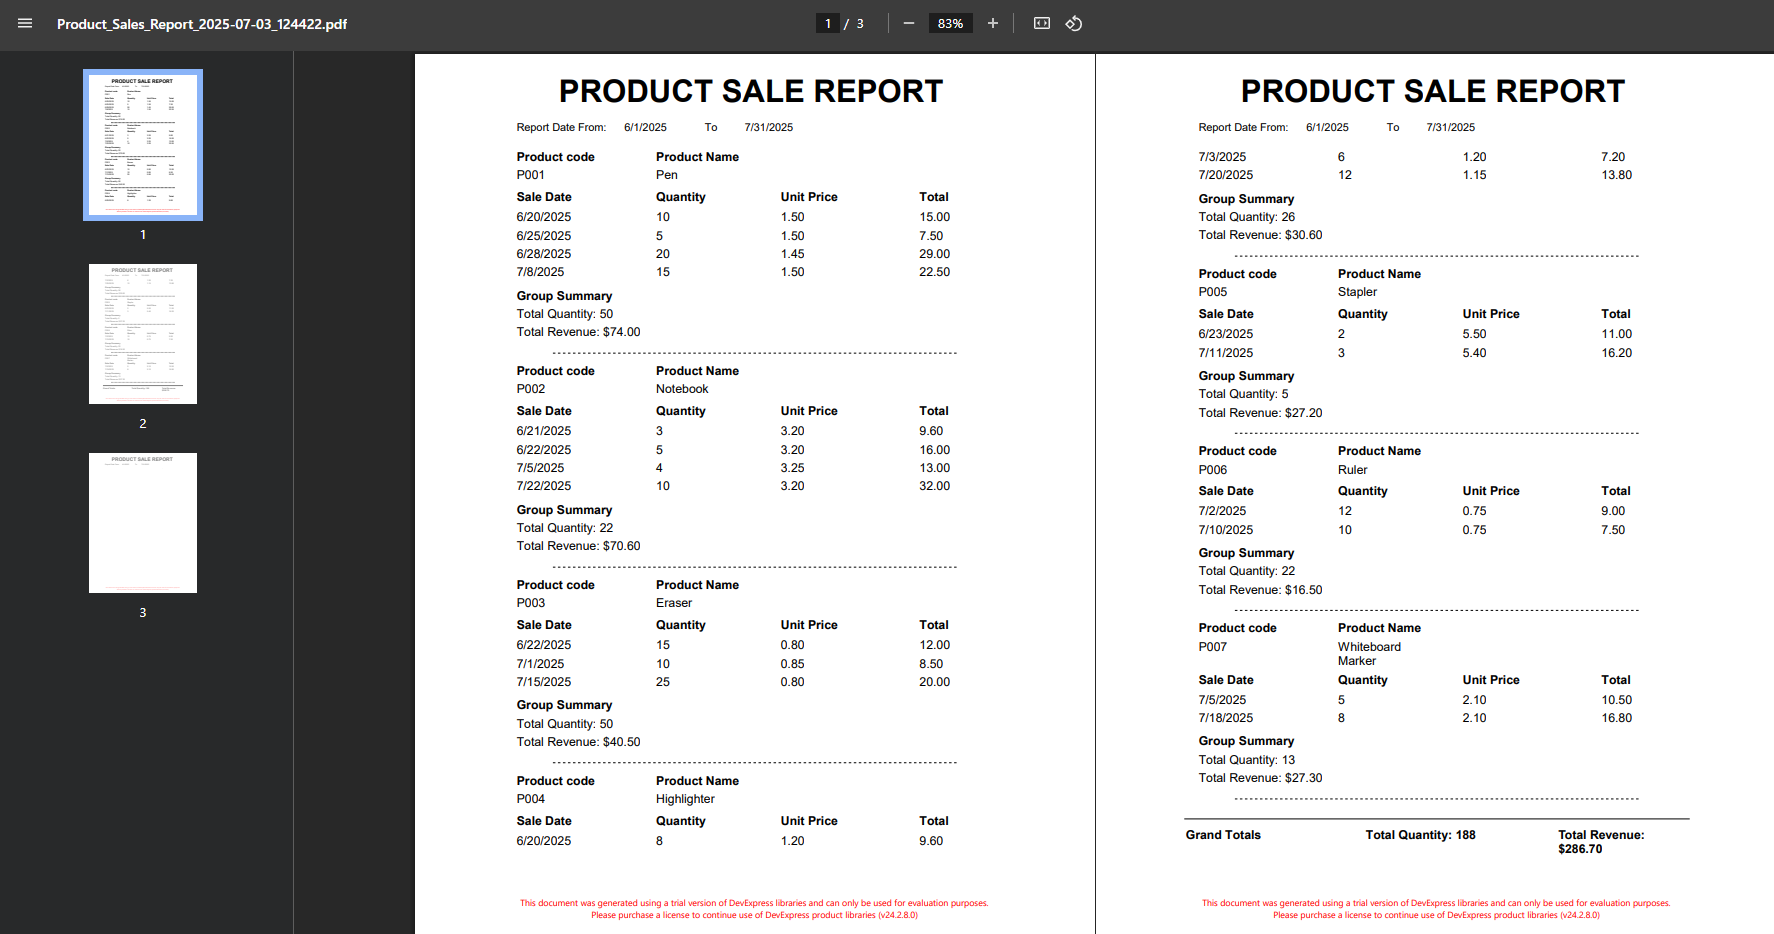 Product_Sales_Report_2025-07-03_124422.pdf
1 / 3
83%
1
2
3
PRODUCT SALE REPORT
Report Date From: 6/1/2025 To 7/31/2025
Product code Product Name
P001 Pen
Sale Date Quantity Unit Price Total
6/20/2025 10 1.50 15.00
6/25/2025 5 1.50 7.50
6/28/2025 20 1.45 29.00
7/8/2025 15 1.50 22.50
Group Summary
Total Quantity: 50
Total Revenue: $74.00
Product code Product Name
P002 Notebook
Sale Date Quantity Unit Price Total
6/21/2025 3 3.20 9.60
6/22/2025 5 3.20 16.00
7/5/2025 4 3.25 13.00
7/22/2025 10 3.20 32.00
Group Summary
Total Quantity: 22
Total Revenue: $70.60
Product code Product Name
P003 Eraser
Sale Date Quantity Unit Price Total
6/22/2025 15 0.80 12.00
7/1/2025 10 0.85 8.50
7/15/2025 25 0.80 20.00
Group Summary
Total Quantity: 50
Total Revenue: $40.50
Product code Product Name
P004 Highlighter
Sale Date Quantity Unit Price Total
6/20/2025 8 1.20 9.60
This document was generated using a trial version of DevExpress libraries and can only be used for evaluation purposes.
Please purchase a license to continue use of DevExpress product libraries (v24.2.8.0)
PRODUCT SALE REPORT
Report Date From: 6/1/2025 To 7/31/2025
7/3/2025 6 1.20 7.20
7/20/2025 12 1.15 13.80
Group Summary
Total Quantity: 26
Total Revenue: $30.60
Product code Product Name
P005 Stapler
Sale Date Quantity Unit Price Total
6/23/2025 2 5.50 11.00
7/11/2025 3 5.40 16.20
Group Summary
Total Quantity: 5
Total Revenue: $27.20
Product code Product Name
P006 Ruler
Sale Date Quantity Unit Price Total
7/2/2025 12 0.75 9.00
7/10/2025 10 0.75 7.50
Group Summary
Total Quantity: 22
Total Revenue: $16.50
Product code Product Name
P007 Whiteboard
Marker
Sale Date Quantity Unit Price Total
7/5/2025 5 2.10 10.50
7/18/2025 8 2.10 16.80
Group Summary
Total Quantity: 13
Total Revenue: $27.30
Grand Totals Total Quantity: 188 Total Revenue:
$286.70
This document was generated using a trial version of DevExpress libraries and can only be used for evaluation purposes.
Please purchase a license to continue use of DevExpress product libraries (v24.2.8.0)